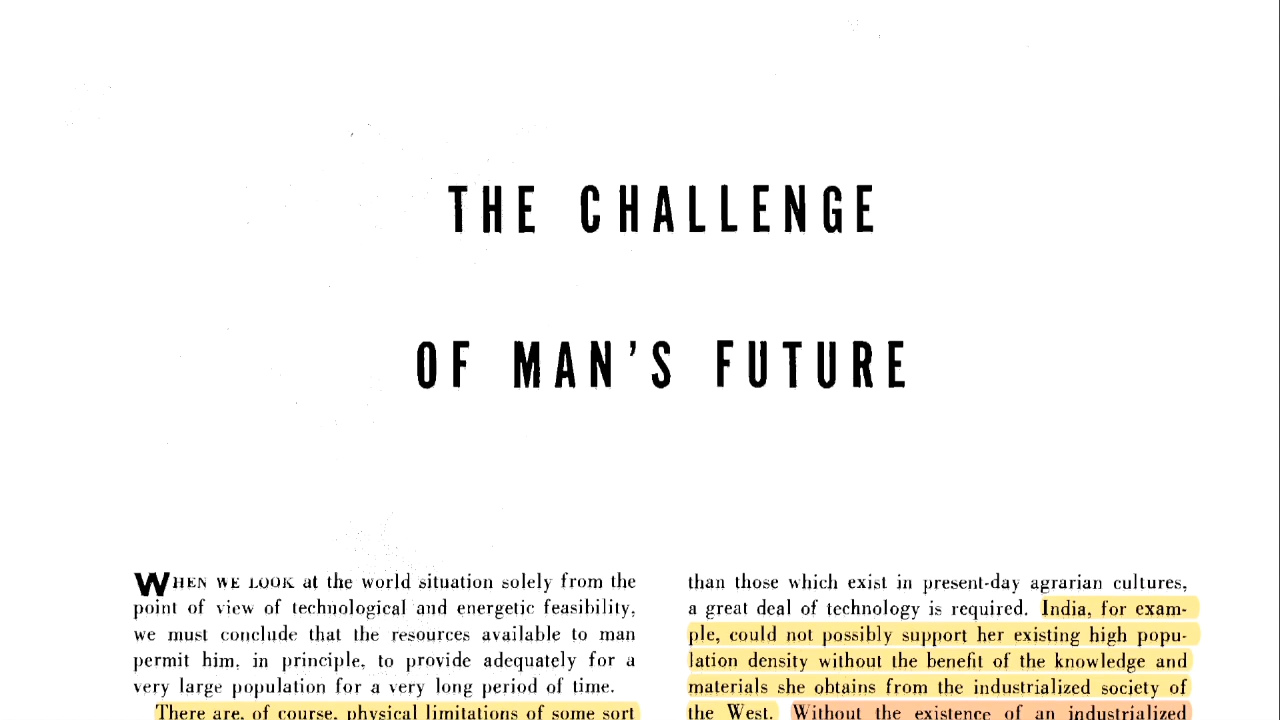 THE CHALLENGE
OF MAN'S FUTURE
WHEN WE LOOK at the world situation solely from the
point of view of technological and energetic feasibility,
we must conclude that the resources available to man
permit him, in principle, to provide adequately for a
very large population for a very long period of time.
There are, of course, physical limitations of some sort
than those which exist in present-day agrarian cultures,
a great deal of technology is required. India, for exam-
ple, could not possibly support her existing high popu-
lation density without the benefit of the knowledge and
materials she obtains from the industrialized society of
the West. Without the existence of an industrialized